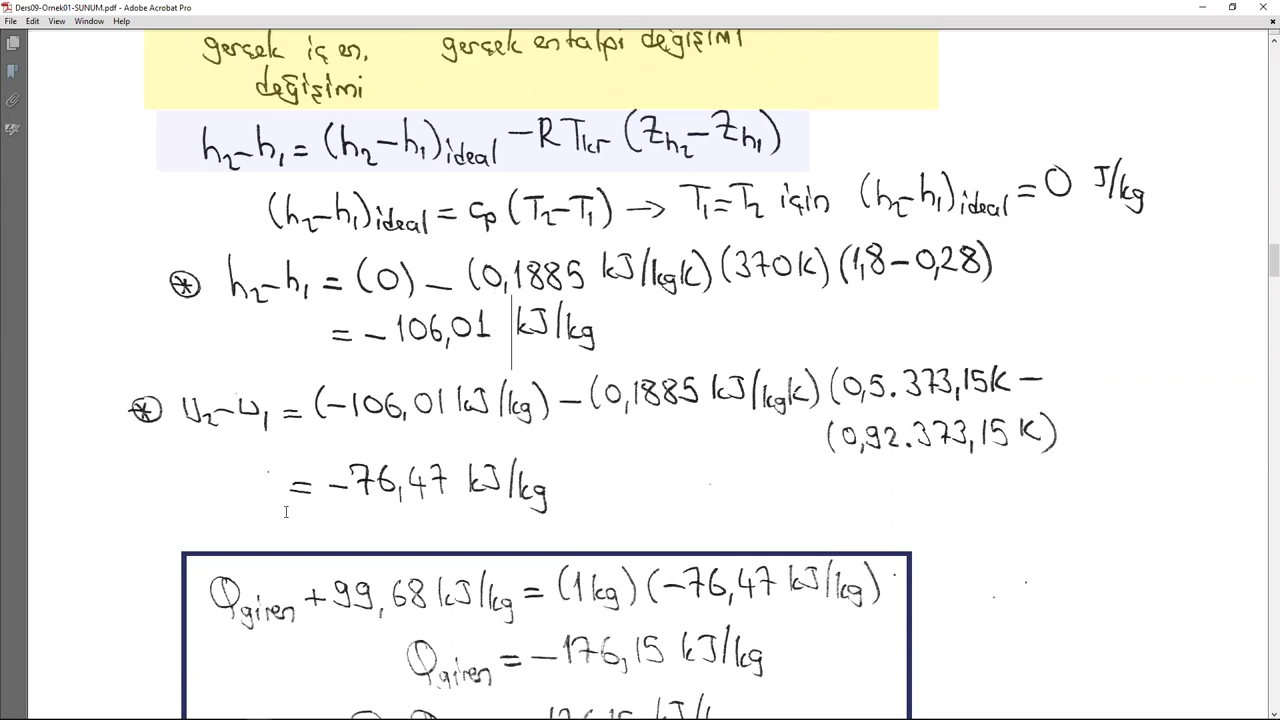 Ders09-Ornek01-SUNUM.pdf - Adobe Acrobat Pro
File Edit View Window Help
gerçek iç en. gerçek entalpi değişimi
değişimi
h₂-h₁ = (h₂-h₁)ideal - R Tkr (Zh₂ - Zh₁)
(h₂-h₁)ideal = cp (T₂-T₁) → T₁=T₂ için (h₂-h₁)ideal = 0 J/kg
⊛ h₂-h₁ = (0) - (0,1885 kJ/kgK) (370K) (1,8-0,28)
= -106,01 kJ/kg
⊛ u₂-u₁ = (-106,01 kJ/kg) - (0,1885 kJ/kgK) (0,5.373,15K -
(0,92.373,15 K)
= -76,47 kJ/kg
Qgiren + 99,68 kJ/kg = (1 kg) (-76,47 kJ/kg)
Qgiren = -176,15 kJ/kg